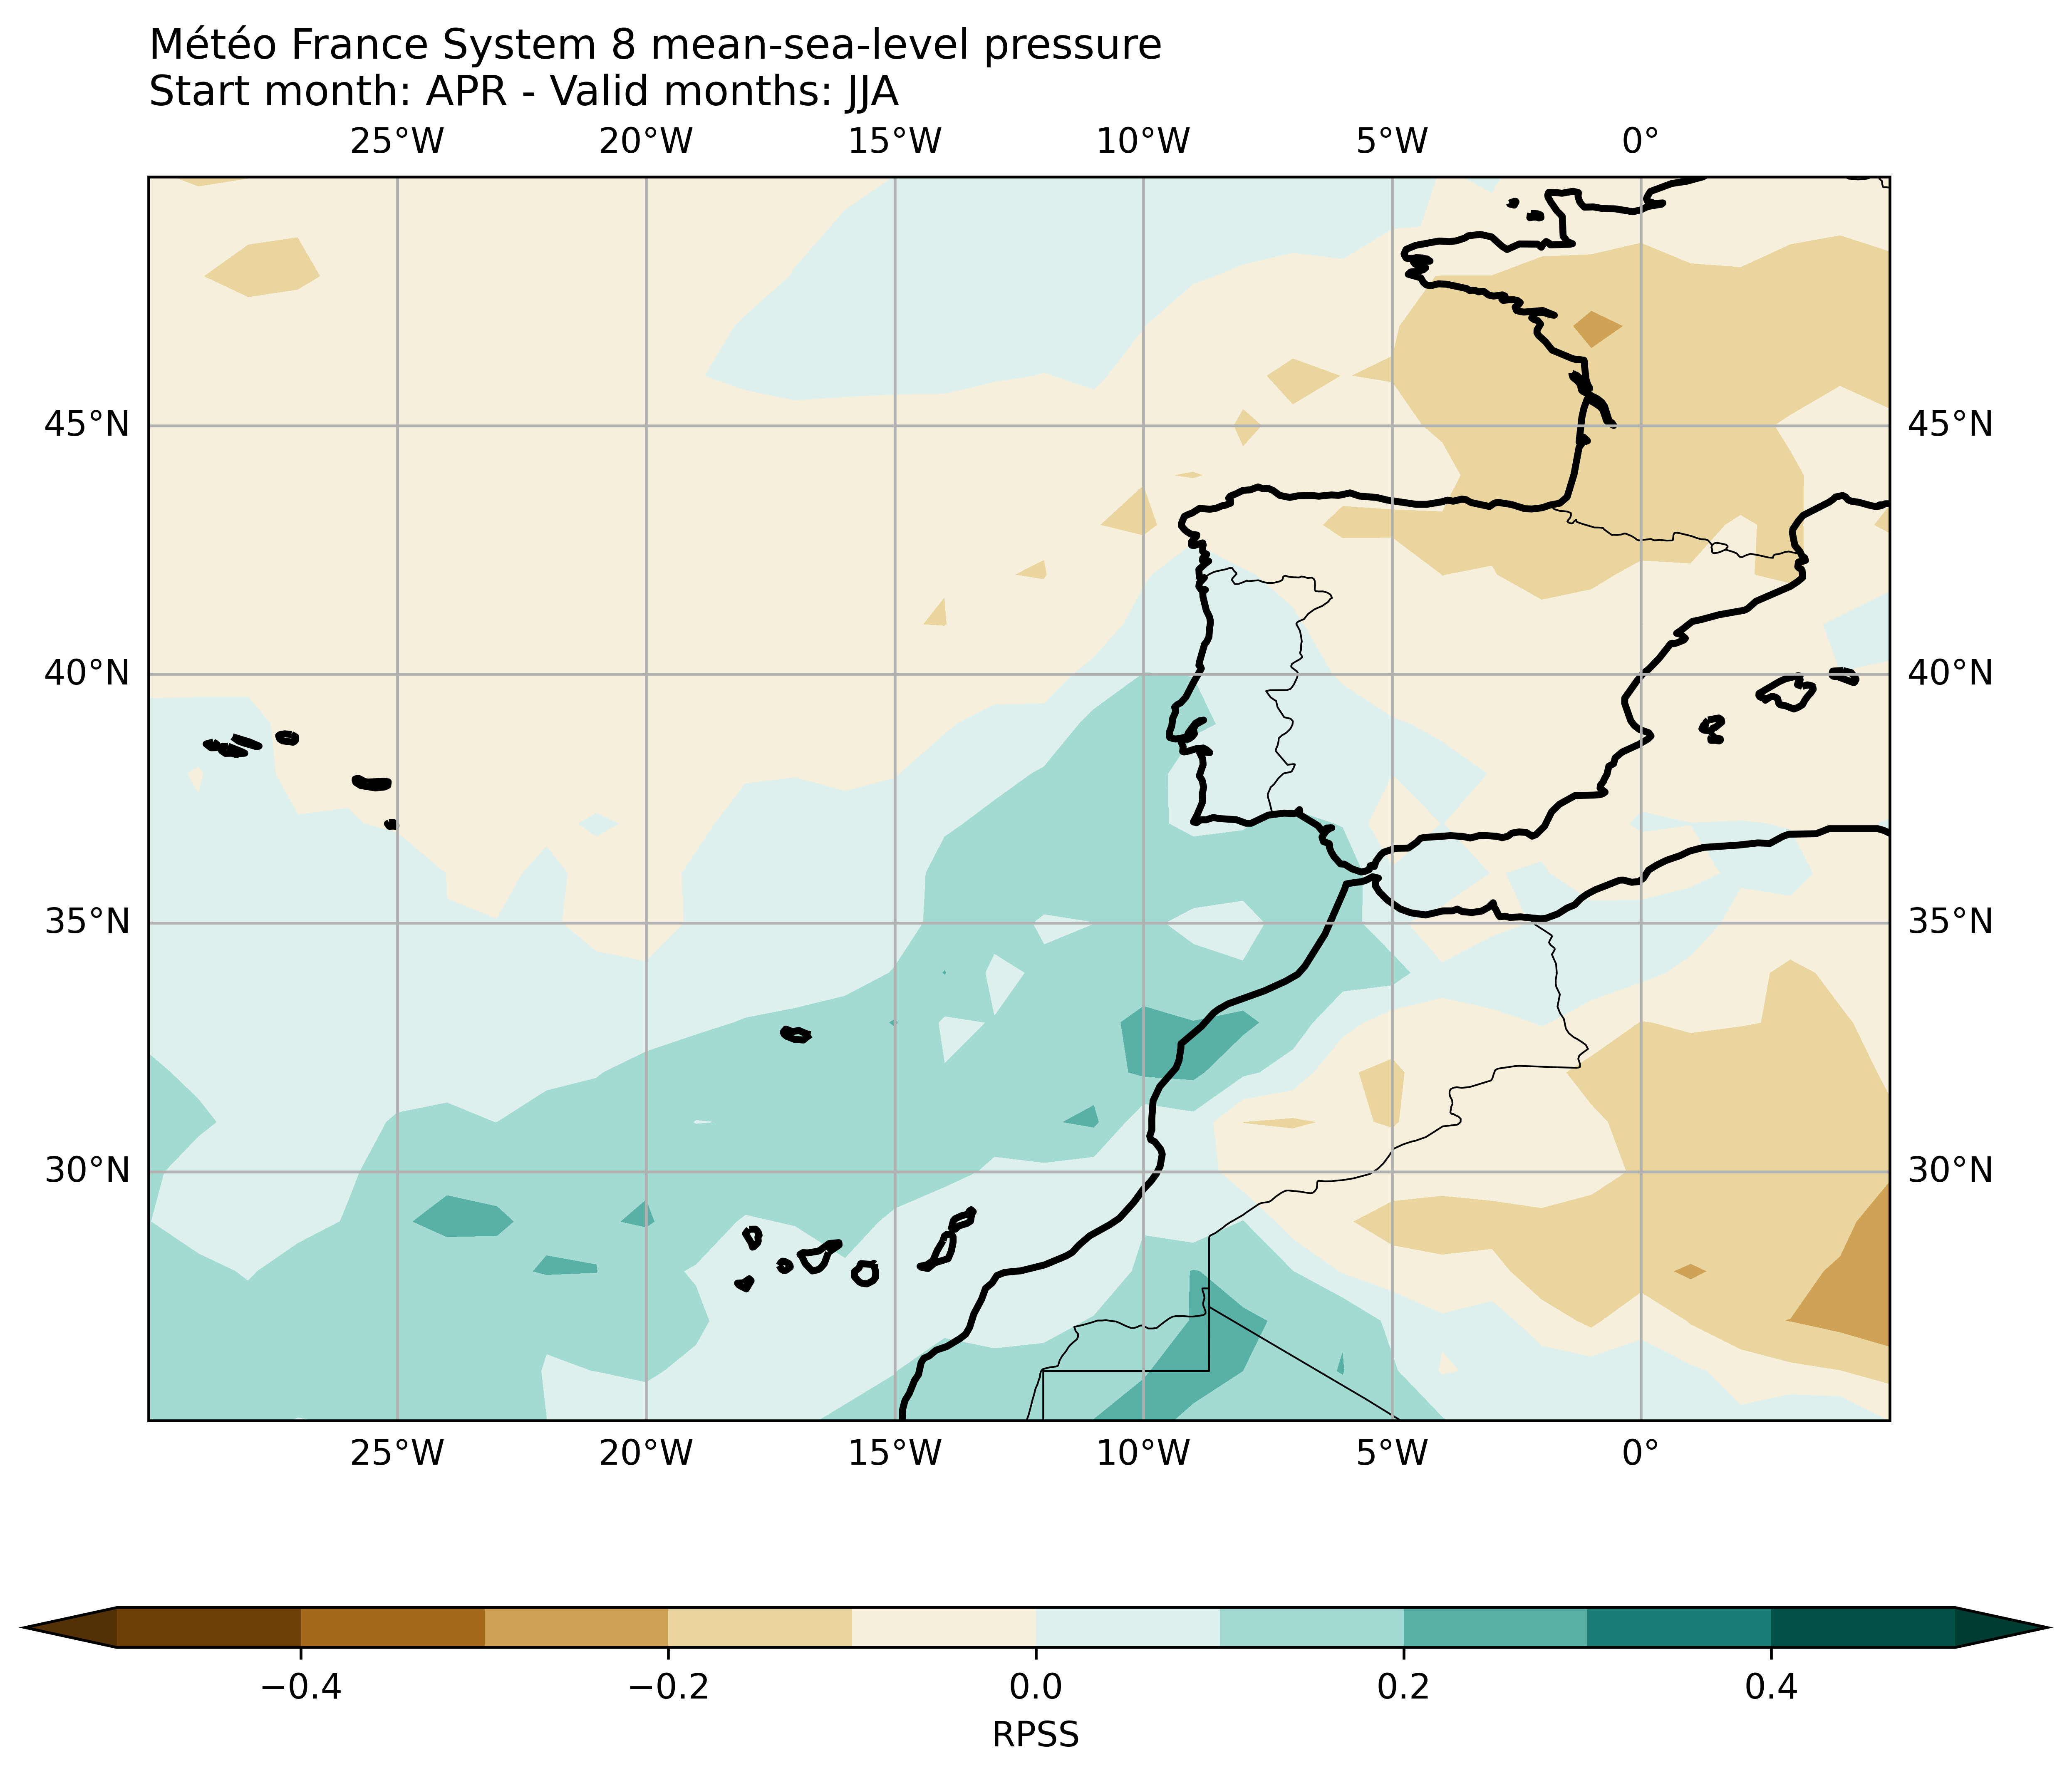 Météo France System 8 mean-sea-level pressure
Start month: APR - Valid months: JJA
25°W 20°W 15°W 10°W 5°W 0°
45°N 45°N
40°N 40°N
35°N 35°N
30°N 30°N
25°W 20°W 15°W 10°W 5°W 0°
−0.4 −0.2 0.0 0.2 0.4
RPSS